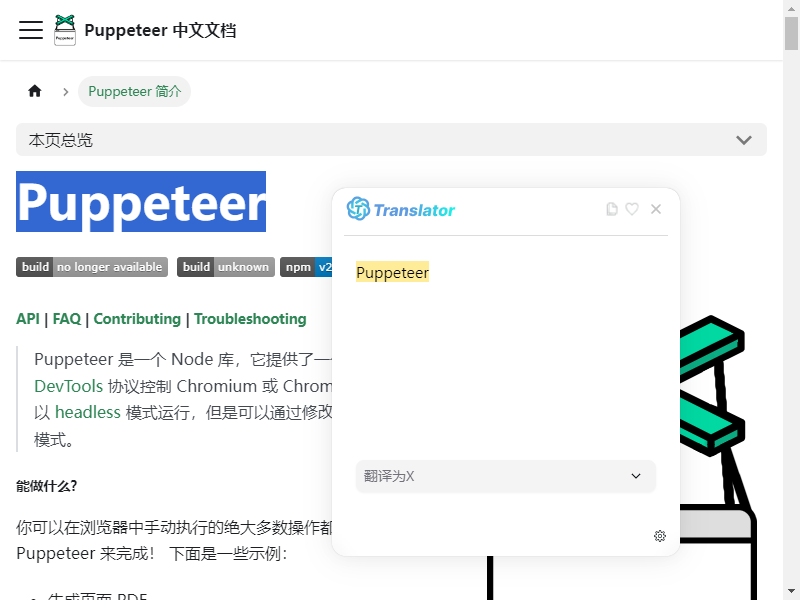 Puppeteer 中文文档
Puppeteer 简介
本页总览
Puppeteer
build no longer available build unknown npm v2
API | FAQ | Contributing | Troubleshooting
Puppeteer 是一个 Node 库，它提供了一
DevTools 协议控制 Chromium 或 Chrom
以 headless 模式运行，但是可以通过修改
模式。
能做什么?
你可以在浏览器中手动执行的绝大多数操作都
Puppeteer 来完成！ 下面是一些示例：
生成页面 PDF
Translator
Puppeteer
翻译为X